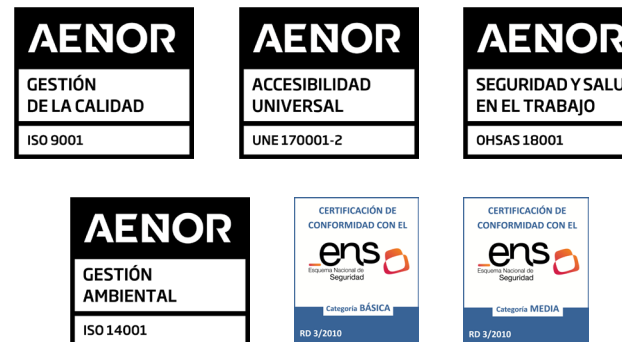 AENOR
GESTIÓN
DE LA CALIDAD
ISO 9001
AENOR
ACCESIBILIDAD
UNIVERSAL
UNE 170001-2
AENOR
SEGURIDAD Y SALU
EN EL TRABAJO
OHSAS 18001
AENOR
GESTIÓN
AMBIENTAL
ISO 14001
CERTIFICACIÓN DE
CONFORMIDAD CON EL
ens
Esquema Nacional de
Seguridad
Categoría BÁSICA
RD 3/2010
CERTIFICACIÓN DE
CONFORMIDAD CON EL
ens
Esquema Nacional de
Seguridad
Categoría MEDIA
RD 3/2010